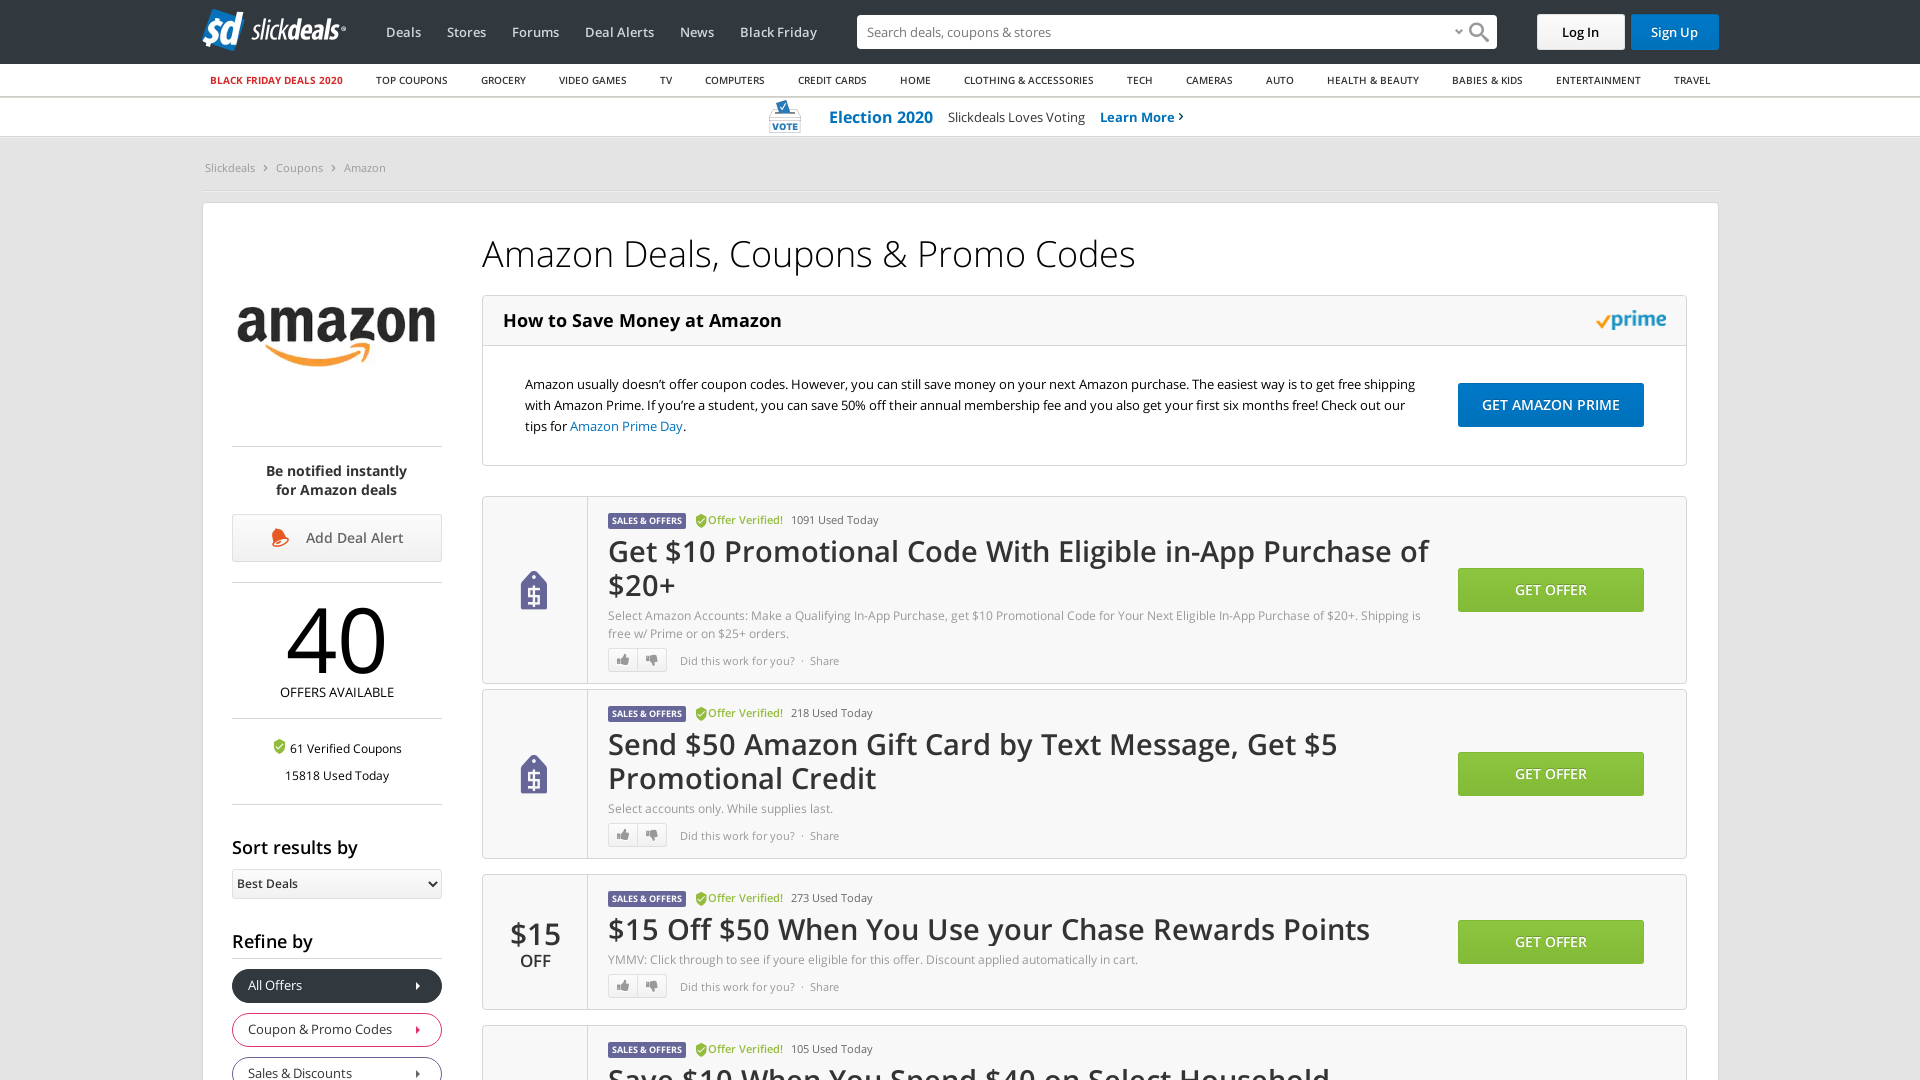 slickdeals
Deals
Stores
Forums
Deal Alerts
News
Black Friday
Search deals, coupons & stores
Log In
Sign Up
BLACK FRIDAY DEALS 2020
TOP COUPONS
GROCERY
VIDEO GAMES
TV
COMPUTERS
CREDIT CARDS
HOME
CLOTHING & ACCESSORIES
TECH
CAMERAS
AUTO
HEALTH & BEAUTY
BABIES & KIDS
ENTERTAINMENT
TRAVEL
VOTE
Election 2020 Slickdeals Loves Voting Learn More
Slickdeals > Coupons > Amazon
amazon
Be notified instantly
for Amazon deals
Add Deal Alert
40
OFFERS AVAILABLE
61 Verified Coupons
15818 Used Today
Sort results by
Best Deals
Refine by
All Offers
Coupon & Promo Codes
Sales & Discounts
Amazon Deals, Coupons & Promo Codes
How to Save Money at Amazon
prime
Amazon usually doesn’t offer coupon codes. However, you can still save money on your next Amazon purchase. The easiest way is to get free shipping
with Amazon Prime. If you’re a student, you can save 50% off their annual membership fee and you also get your first six months free! Check out our
tips for Amazon Prime Day.
GET AMAZON PRIME
SALES & OFFERS Offer Verified! 1091 Used Today
Get $10 Promotional Code With Eligible in-App Purchase of
$20+
Select Amazon Accounts: Make a Qualifying In-App Purchase, get $10 Promotional Code for Your Next Eligible In-App Purchase of $20+. Shipping is
free w/ Prime or on $25+ orders.
Did this work for you? · Share
GET OFFER
SALES & OFFERS Offer Verified! 218 Used Today
Send $50 Amazon Gift Card by Text Message, Get $5
Promotional Credit
Select accounts only. While supplies last.
Did this work for you? · Share
GET OFFER
$15
OFF
SALES & OFFERS Offer Verified! 273 Used Today
$15 Off $50 When You Use your Chase Rewards Points
YMMV: Click through to see if youre eligible for this offer. Discount applied automatically in cart.
Did this work for you? · Share
GET OFFER
SALES & OFFERS Offer Verified! 105 Used Today
Save $10 When You Spend $40 on Select Household